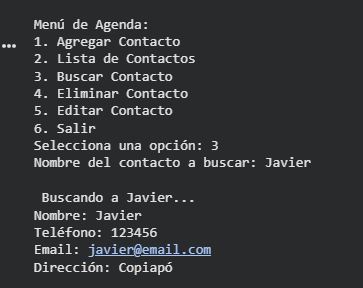 Menú de Agenda:
1. Agregar Contacto
2. Lista de Contactos
3. Buscar Contacto
4. Eliminar Contacto
5. Editar Contacto
6. Salir
Selecciona una opción: 3
Nombre del contacto a buscar: Javier

Buscando a Javier...
Nombre: Javier
Teléfono: 123456
Email: javier@email.com
Dirección: Copiapó